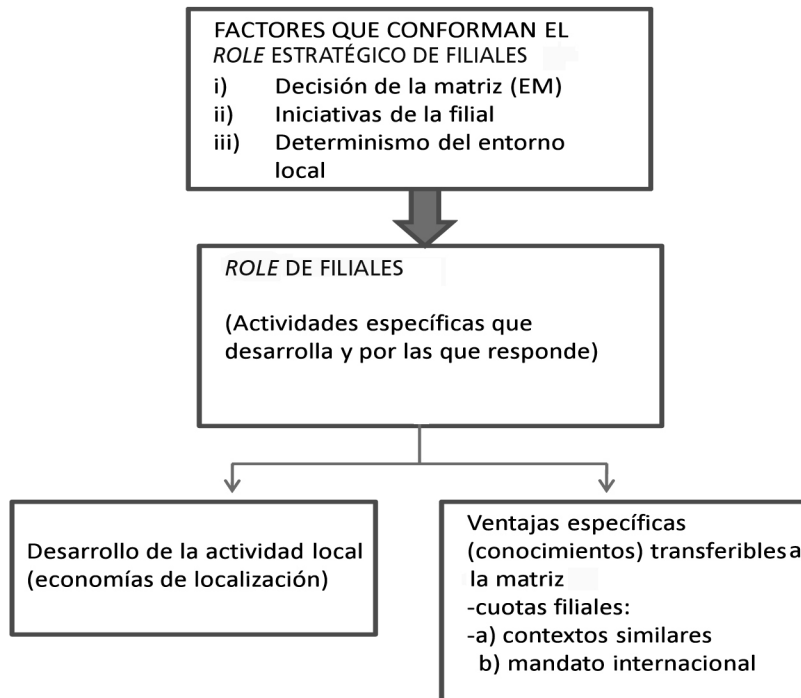 FACTORES QUE CONFORMAN EL
ROLE ESTRATÉGICO DE FILIALES
i) Decisión de la matriz (EM)
ii) Iniciativas de la filial
iii) Determinismo del entorno
local
ROLE DE FILIALES
(Actividades específicas que
desarrolla y por las que responde)
Desarrollo de la actividad local
(economías de localización)
Ventajas específicas
(conocimientos) transferibles a
la matriz
-cuotas filiales:
-a) contextos similares
b) mandato internacional